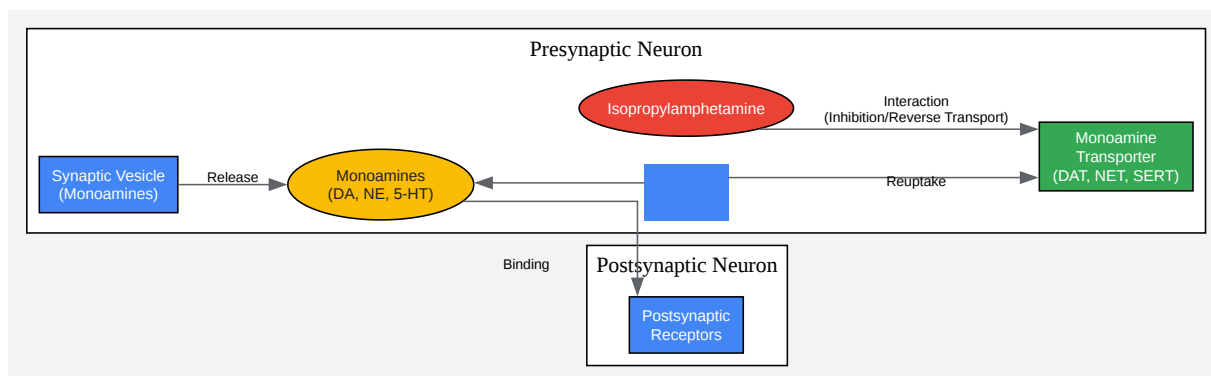 Presynaptic Neuron
Isopropylamphetamine
Interaction
(Inhibition/Reverse Transport)
Monoamine
Transporter
(DAT, NET, SERT)
Synaptic Vesicle
(Monoamines)
Release
Monoamines
(DA, NE, 5-HT)
Reuptake
Binding
Postsynaptic Neuron
Postsynaptic
Receptors